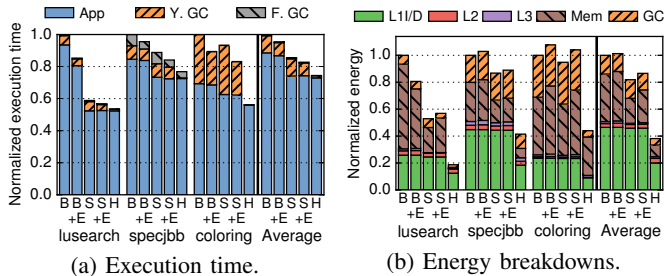 App Y. GC F. GC
Normalized execution time
1.0
0.8
0.6
0.4
0.2
0.0
B B S S H B B S S H B B S S H B B S S H
+E +E +E +E +E +E +E +E
lusearch specjbb coloring Average
(a) Execution time.
L1I/D L2 L3 Mem GC
Normalized energy
1.2
1.0
0.8
0.6
0.4
0.2
0.0
B B S S H B B S S H B B S S H B B S S H
+E +E +E +E +E +E +E +E
lusearch specjbb coloring Average
(b) Energy breakdowns.